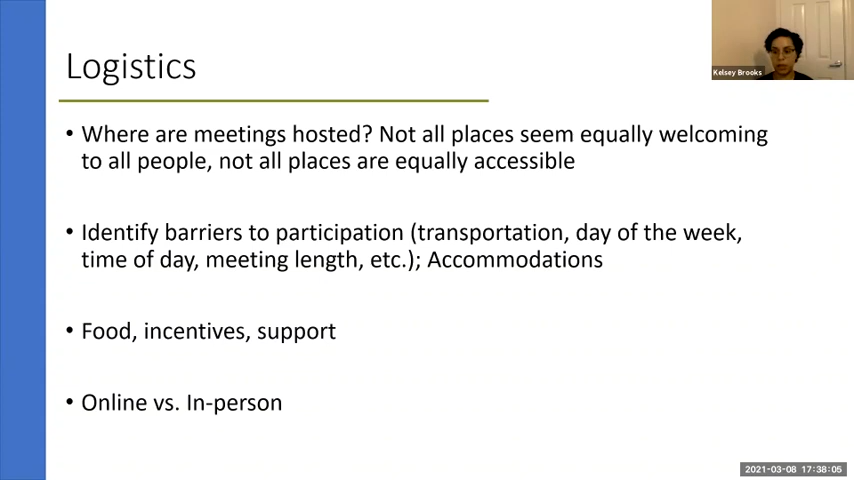 Logistics
Kelsey Brooks
• Where are meetings hosted? Not all places seem equally welcoming
to all people, not all places are equally accessible
• Identify barriers to participation (transportation, day of the week,
time of day, meeting length, etc.); Accommodations
• Food, incentives, support
• Online vs. In-person
2021-03-08 17:38:05